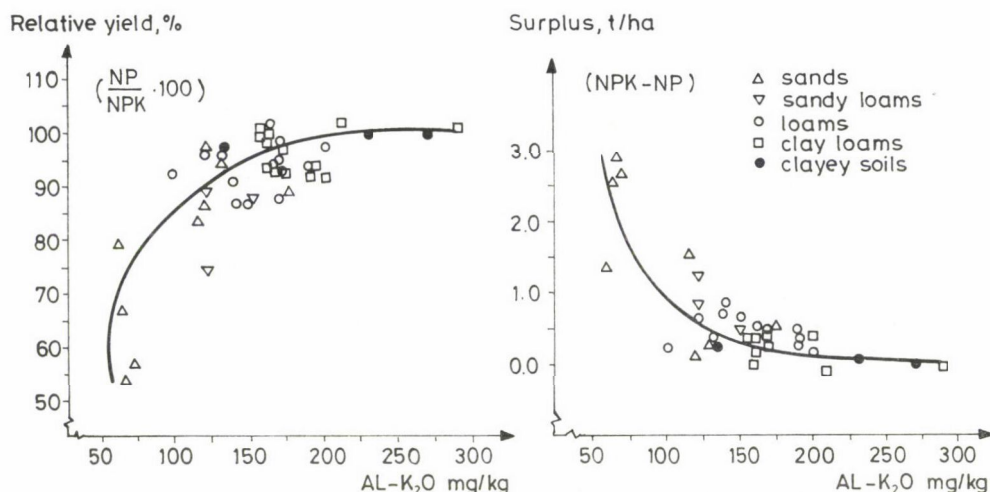 Relative yield, %
(NP/NPK · 100)
110
100
90
80
70
60
50
50 100 150 200 250 300
AL-K₂O mg/kg
Surplus, t/ha
(NPK-NP)
△ sands
▽ sandy loams
○ loams
□ clay loams
● clayey soils
3.0
2.0
1.0
0.0
50 100 150 200 250 300
AL-K₂O mg/kg